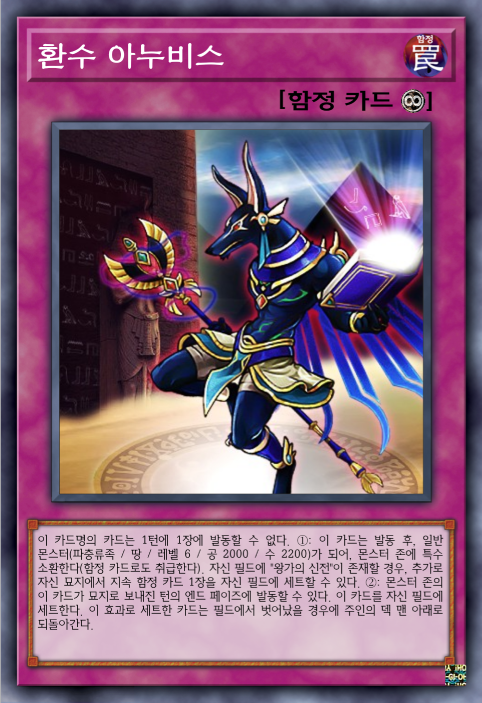 환수 아누비스
함정
罠
[함정 카드 ]
이 카드명의 카드는 1턴에 1장에 발동할 수 없다. ①: 이 카드는 발동 후, 일반
몬스터(파충류족 / 땅 / 레벨 6 / 공 2000 / 수 2200)가 되어, 몬스터 존에 특수
소환한다(함정 카드로도 취급한다). 자신 필드에 "왕가의 신전"이 존재할 경우, 추가로
자신 묘지에서 지속 함정 카드 1장을 자신 필드에 세트할 수 있다. ②: 몬스터 존의
이 카드가 묘지로 보내진 턴의 엔드 페이즈에 발동할 수 있다. 이 카드를 자신 필드에
세트한다. 이 효과로 세트한 카드는 필드에서 벗어났을 경우에 주인의 덱 맨 아래로
되돌아간다.